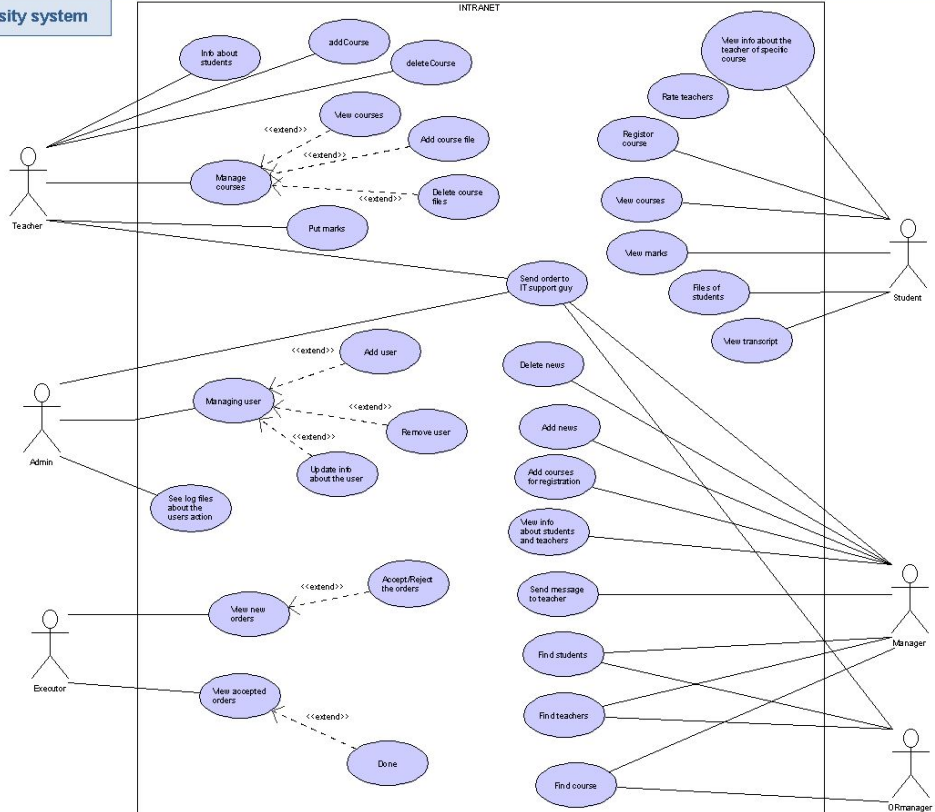 sity system
INTRANET
Info about
students
addCourse
deleteCourse
View info about the
teacher of specific
course
Rate teachers
View courses
<<extend>>
Add course file
<<extend>>
Registor
course
Manage
courses
Delete course
files
<<extend>>
View courses
Teacher
Put marks
View marks
Send order to
IT support guy
Files of
students
Student
View transcript
Add user
<<extend>>
Delete news
Managing user
<<extend>>
Remove user
Add news
<<extend>>
Admin
Update info
about the user
Add courses
for registration
See log files
about the
users action
View info
about students
and teachers
Accept/Reject
the orders
<<extend>>
Send message
to teacher
View new
orders
Manager
Find students
Executor
View accepted
orders
<<extend>>
Find teachers
Done
Find course
ORmanager